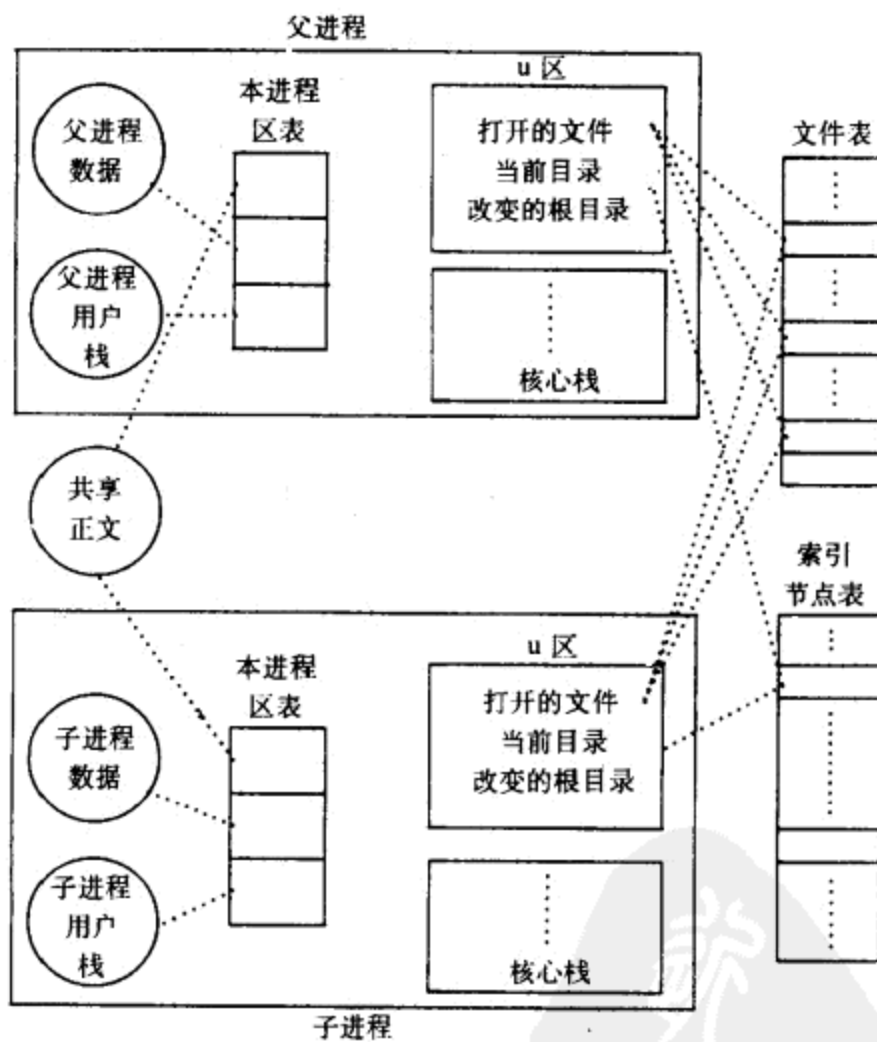 父进程
u 区
本进程
区表
父进程
数据
打开的文件
当前目录
改变的根目录
文件表
父进程
用户
栈
核心栈
共享
正文
索引
节点表
u 区
本进程
区表
打开的文件
当前目录
改变的根目录
子进程
数据
子进程
用户
栈
核心栈
子进程